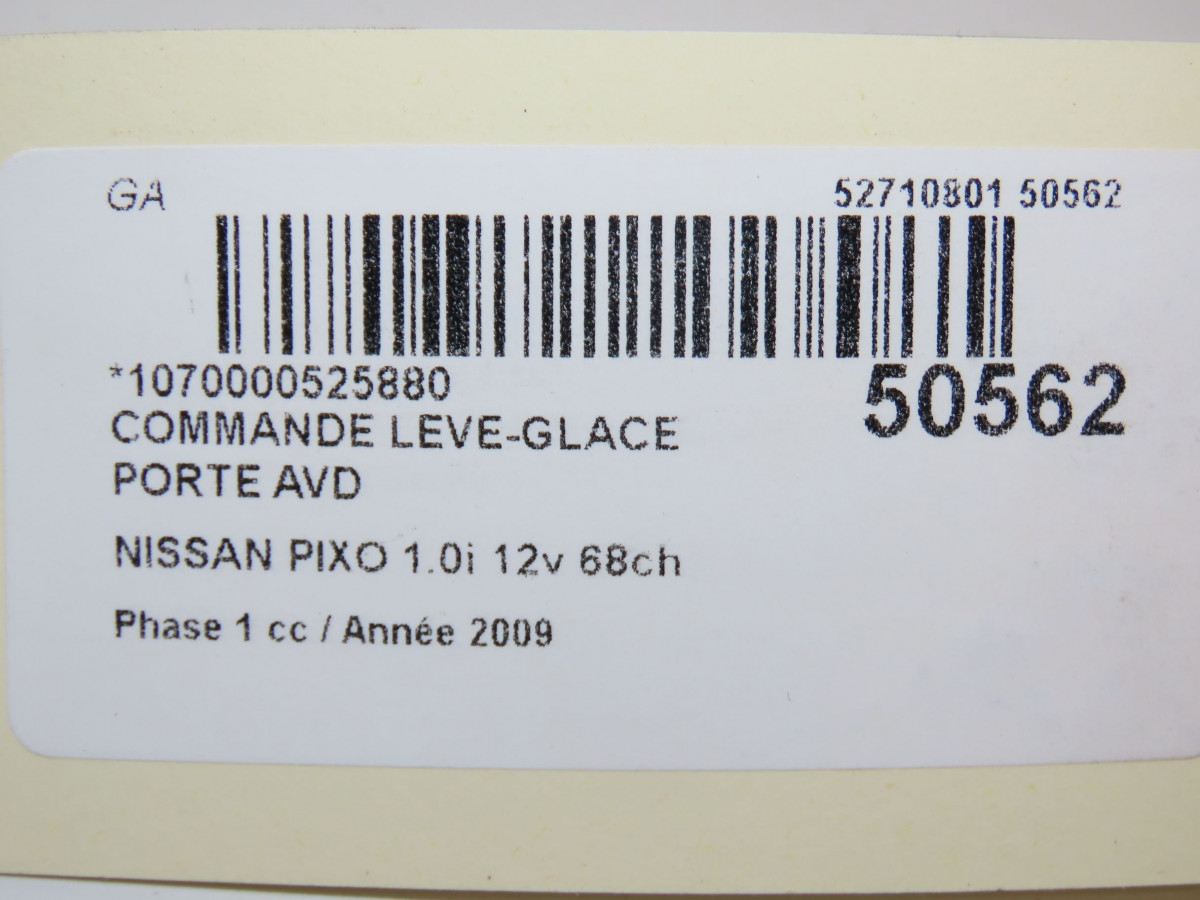 GA
52710801 50562
*1070000525880
50562
COMMANDE LEVE-GLACE
PORTE AVD
NISSAN PIXO 1.0i 12v 68ch
Phase 1 cc / Année 2009